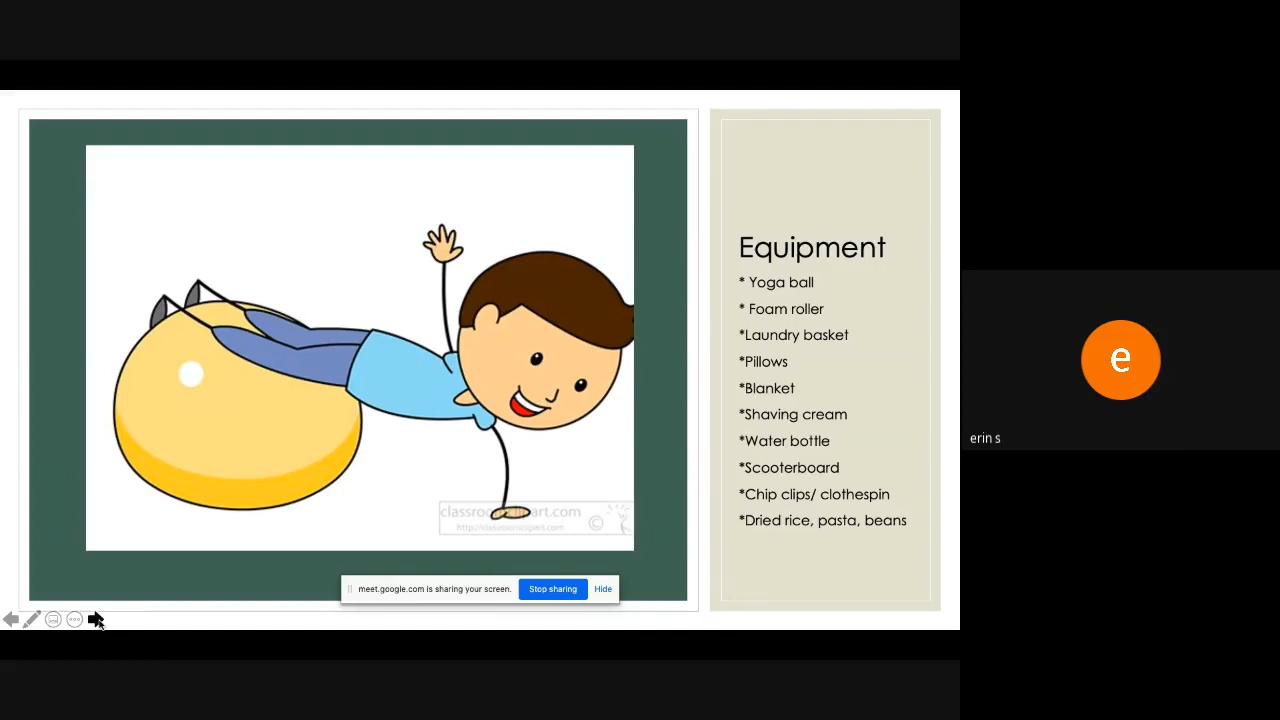 Equipment
* Yoga ball
* Foam roller
*Laundry basket
*Pillows
*Blanket
*Shaving cream
*Water bottle
*Scooterboard
*Chip clips/ clothespin
*Dried rice, pasta, beans
classroomclipart.com
http://classroomclipart.com
©
meet.google.com is sharing your screen. Stop sharing Hide
e
erin s